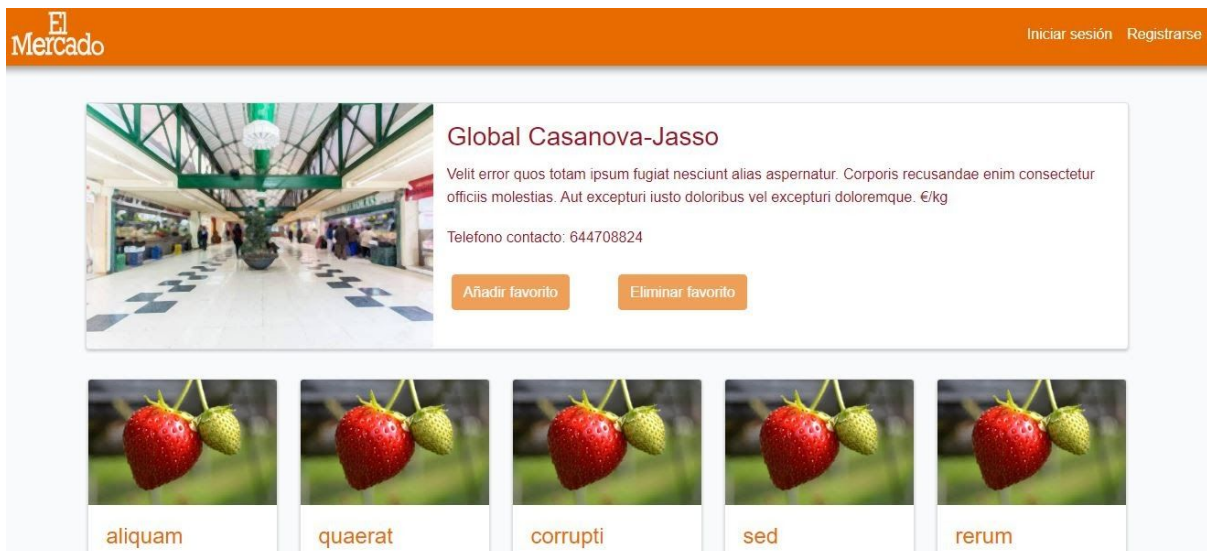 El
Mercado
Iniciar sesión Registrarse
Global Casanova-Jasso
Velit error quos totam ipsum fugiat nesciunt alias aspernatur. Corporis recusandae enim consectetur
officiis molestias. Aut excepturi iusto doloribus vel excepturi doloremque. €/kg
Telefono contacto: 644708824
Añadir favorito Eliminar favorito
aliquam quaerat corrupti sed rerum